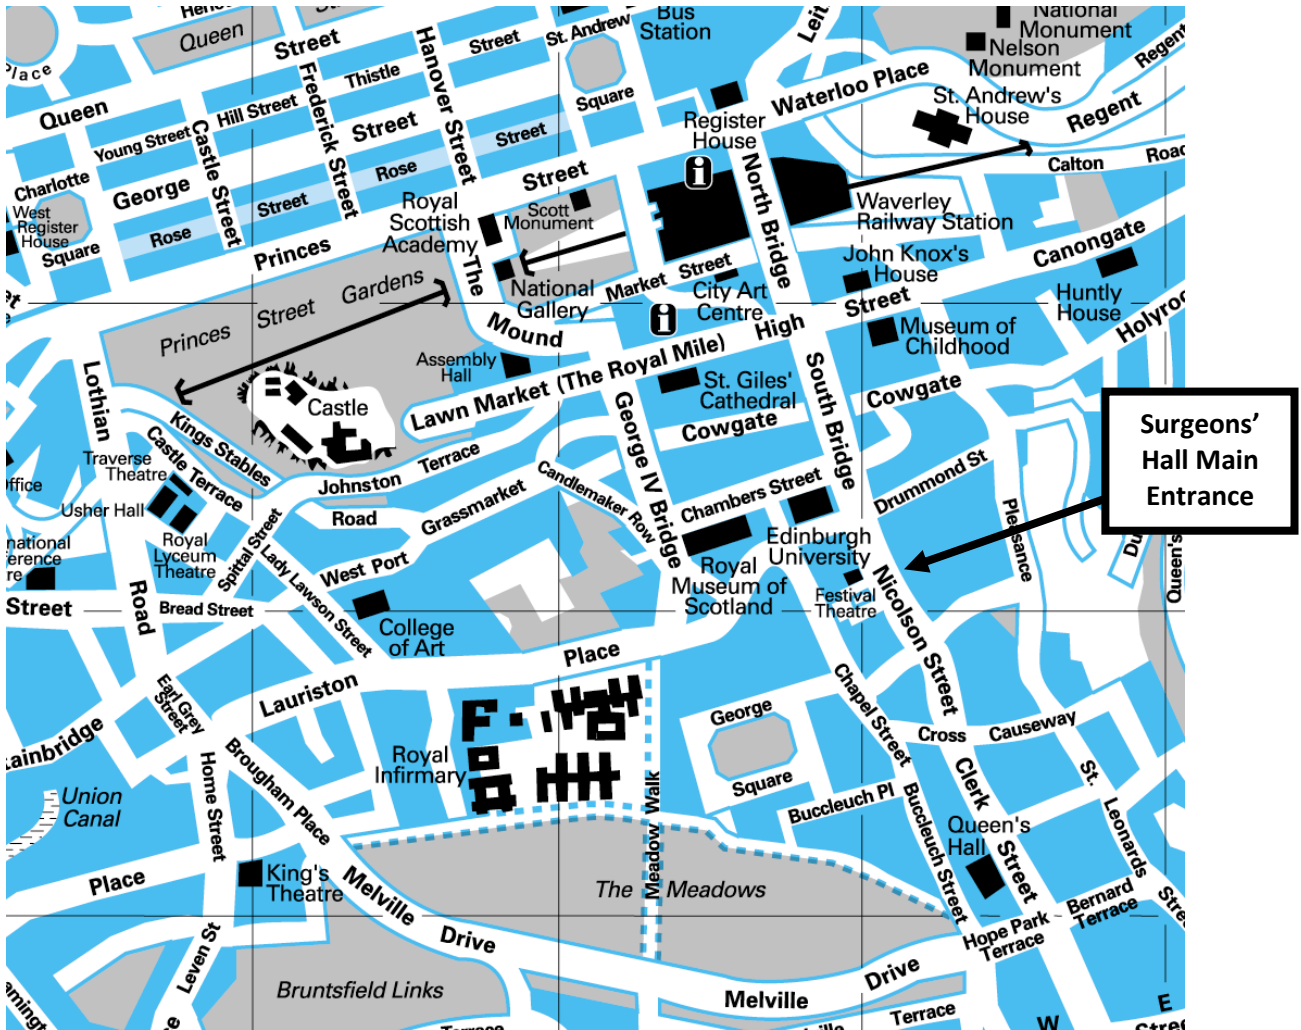 Queen
Street
Hanover Street
Street
St. Andrew
Square
Bus
Station
National
Monument
Nelson
Monument
Regent
Place
Queen
Frederick Street
Thistle
Hill Street
Young Street
Castle Street
Street
Waterloo Place
St. Andrew's
House
Regent
Register
House
Calton
Road
Charlotte
Square
West
Register
House
George
Rose
Street
Rose
Street
Princes
Street
Royal
Scottish
Academy
Scott
Monument
The
Mound
North Bridge
Waverley
Railway Station
Canongate
John Knox's
House
Huntly
House
Princes Street Gardens
National
Gallery
Market Street
City Art
Centre
High
Street
Museum of
Childhood
Assembly
Hall
Lawn Market (The Royal Mile)
St. Giles'
Cathedral
Cowgate
Cowgate
South Bridge
Castle
Lothian
Road
Kings Stables
Road
Castle Terrace
Traverse
Theatre
Usher Hall
Royal
Lyceum
Theatre
Johnston
Terrace
Grassmarket
Candlemaker Row
George IV Bridge
Chambers Street
Drummond St
Pleasance
Surgeons’
Hall Main
Entrance
Queen's
Spittal Street
Lady Lawson Street
West Port
Edinburgh
University
Royal
Museum of
Scotland
Festival
Theatre
Nicolson Street
Street
Bread Street
College
of Art
Lauriston
Place
Earl Grey
Street
Home Street
Brougham Place
Royal
Infirmary
George
Square
Chapel Street
Cross
Causeway
Clerk
Street
St.
Leonards
Buccleuch Pl
Buccleuch Street
Queen's
Hall
Union
Canal
Place
King's
Theatre
Melville
Drive
Meadow Walk
The Meadows
Bernard
Terrace
Hope Park
Terrace
Leven St
Bruntsfield Links
Melville
Drive
Terrace
Terrace
W
E